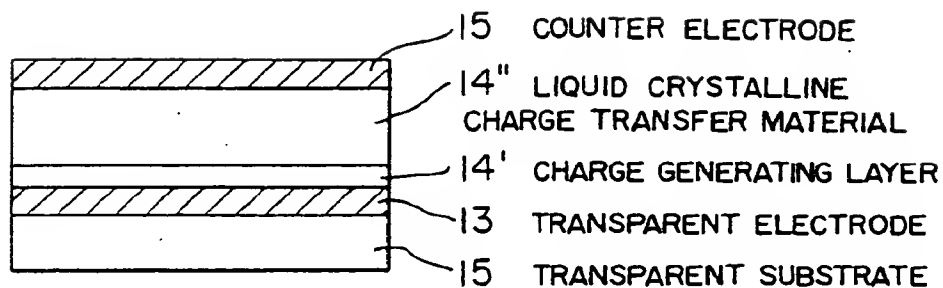 15 COUNTER ELECTRODE
14" LIQUID CRYSTALLINE
CHARGE TRANSFER MATERIAL
14' CHARGE GENERATING LAYER
13 TRANSPARENT ELECTRODE
15 TRANSPARENT SUBSTRATE